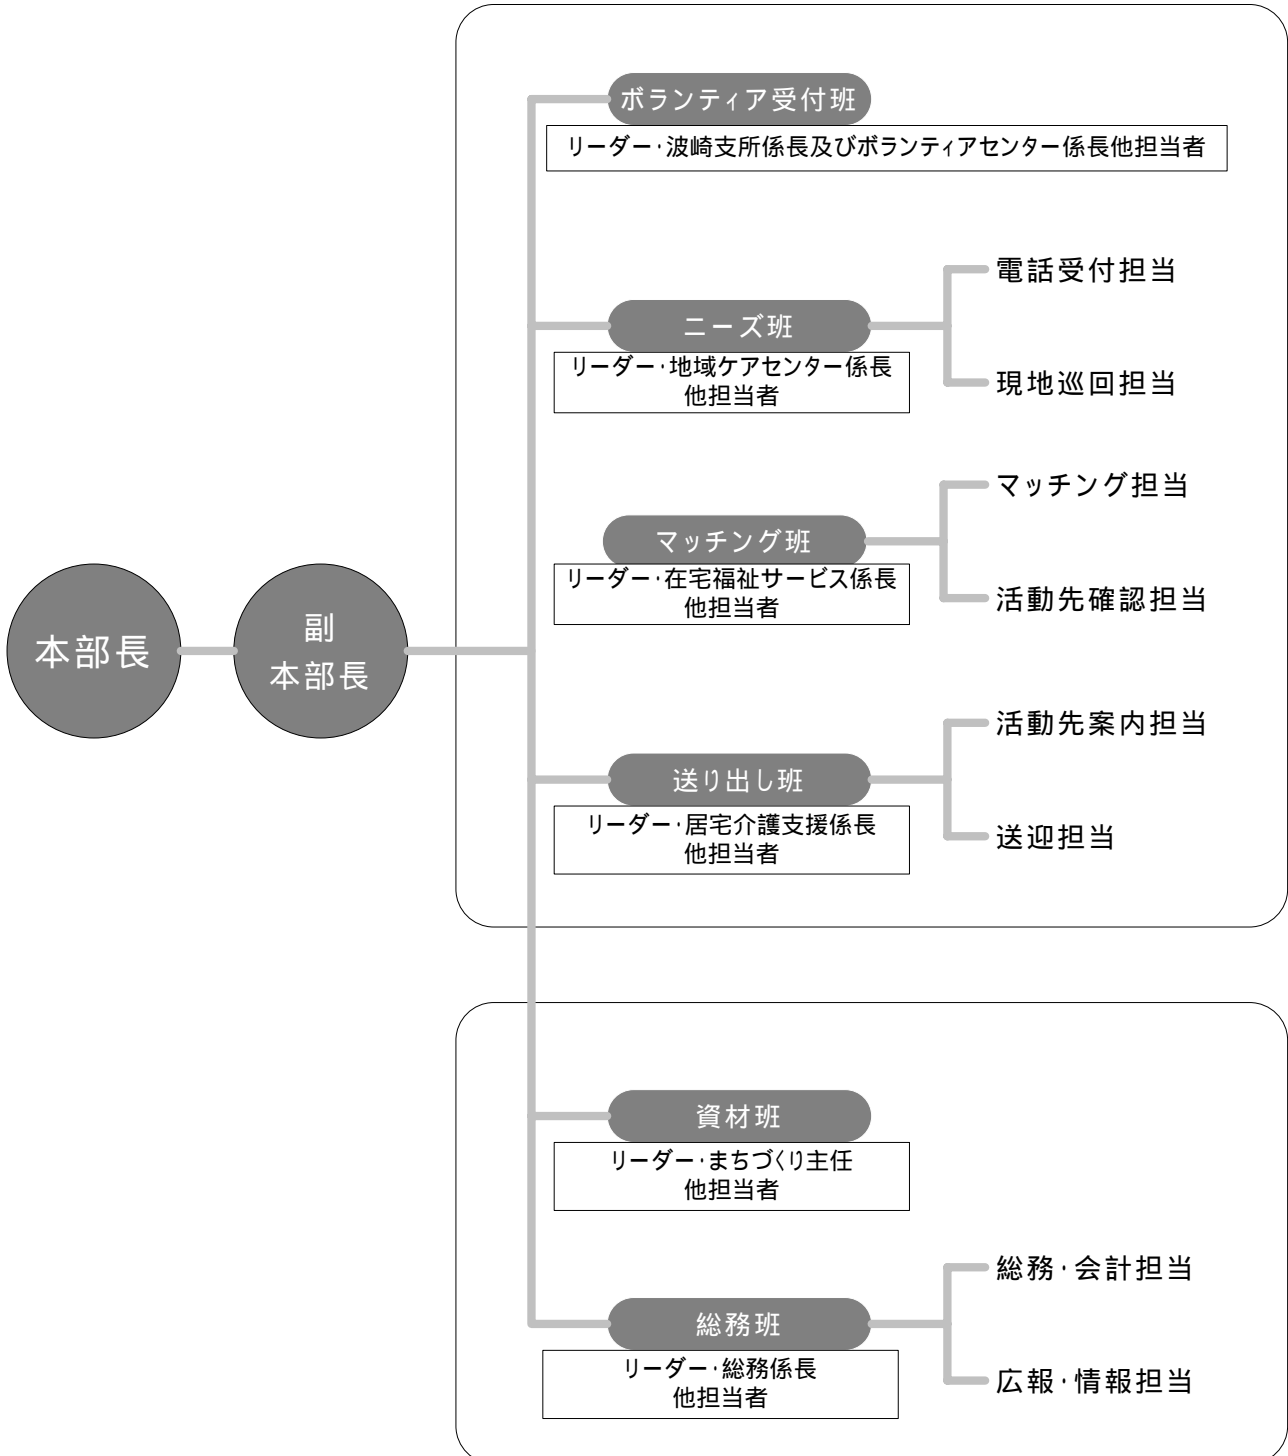 ボランティア受付班
リーダー・波崎支所係長及びボランティアセンター係長他担当者
ニーズ班
リーダー・地域ケアセンター係長
他担当者
電話受付担当
現地巡回担当
マッチング班
リーダー・在宅福祉サービス係長
他担当者
マッチング担当
活動先確認担当
本部長
副
本部長
送り出し班
リーダー・居宅介護支援係長
他担当者
活動先案内担当
送迎担当
資材班
リーダー・まちづくり主任
他担当者
総務班
リーダー・総務係長
他担当者
総務・会計担当
広報・情報担当